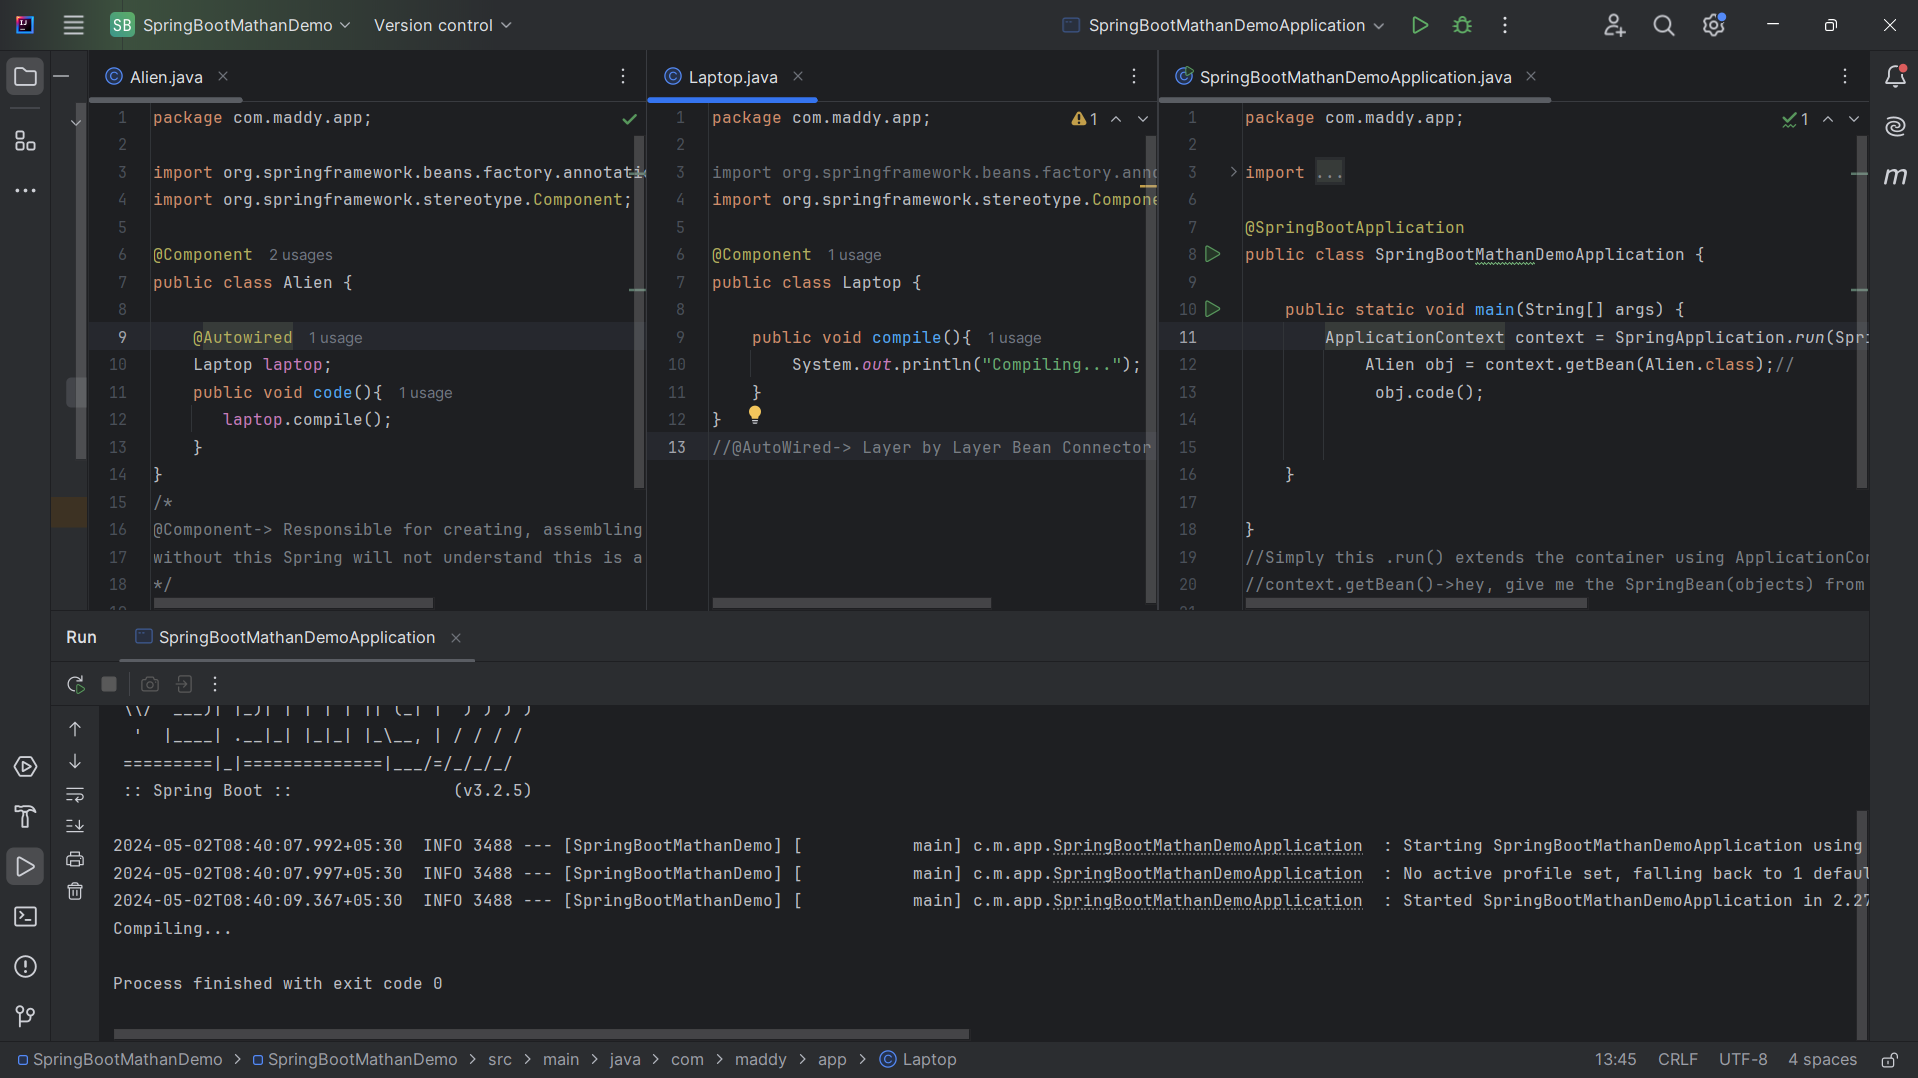 SB SpringBootMathanDemo Version control SpringBootMathanDemoApplication
Alien.java
1 package com.maddy.app;
2
3 import org.springframework.beans.factory.annotati
4 import org.springframework.stereotype.Component;
5
6 @Component 2 usages
7 public class Alien {
8
9 @Autowired 1 usage
10 Laptop laptop;
11 public void code(){ 1 usage
12 laptop.compile();
13 }
14 }
15 /*
16 @Component-> Responsible for creating, assembling
17 without this Spring will not understand this is a
18 */
Laptop.java
1 package com.maddy.app; 1
2
3 import org.springframework.beans.factory.anno
4 import org.springframework.stereotype.Compone
5
6 @Component 1 usage
7 public class Laptop {
8
9 public void compile(){ 1 usage
10 System.out.println("Compiling...");
11 }
12 }
13 //@AutoWired-> Layer by Layer Bean Connector
SpringBootMathanDemoApplication.java
1 package com.maddy.app; 1
2
3 import ...
6
7 @SpringBootApplication
8 public class SpringBootMathanDemoApplication {
9
10 public static void main(String[] args) {
11 ApplicationContext context = SpringApplication.run(Spri
12 Alien obj = context.getBean(Alien.class);//
13 obj.code();
14
15
16 }
17
18 }
19 //Simply this .run() extends the container using ApplicationCon
20 //context.getBean()->hey, give me the SpringBean(objects) from
Run SpringBootMathanDemoApplication
\\/  ___)| |_)| | | | | || (_| |  ) ) ) )
'  |____| .__|_| |_|_| |_\__, | / / / /
=========|_|==============|___/=/_/_/_/
:: Spring Boot :: (v3.2.5)
2024-05-02T08:40:07.992+05:30 INFO 3488 --- [SpringBootMathanDemo] [ main] c.m.app.SpringBootMathanDemoApplication : Starting SpringBootMathanDemoApplication using
2024-05-02T08:40:07.997+05:30 INFO 3488 --- [SpringBootMathanDemo] [ main] c.m.app.SpringBootMathanDemoApplication : No active profile set, falling back to 1 defaul
2024-05-02T08:40:09.367+05:30 INFO 3488 --- [SpringBootMathanDemo] [ main] c.m.app.SpringBootMathanDemoApplication : Started SpringBootMathanDemoApplication in 2.27
Compiling...
Process finished with exit code 0
SpringBootMathanDemo > SpringBootMathanDemo > src > main > java > com > maddy > app > Laptop 13:45 CRLF UTF-8 4 spaces